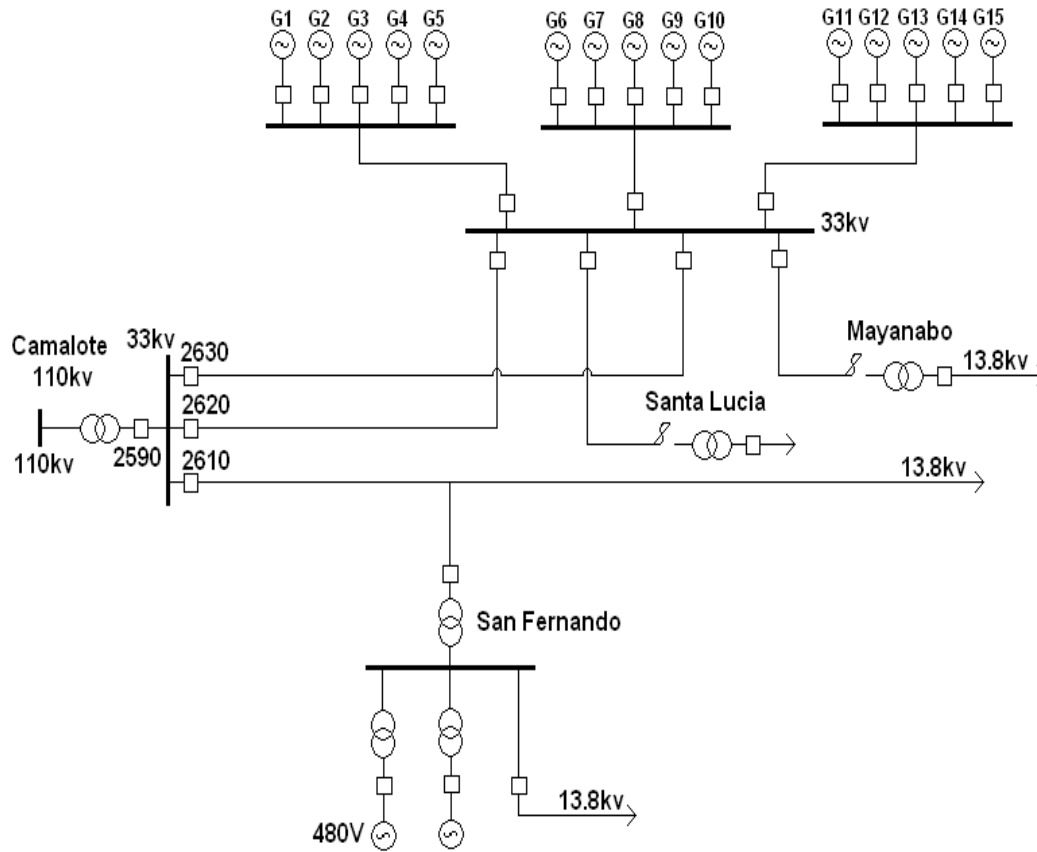 G1 G2 G3 G4 G5 G6 G7 G8 G9 G10 G11 G12 G13 G14 G15
33kv
Mayanabo
13.8kv
Camalote
110kv
33kv
2630
Santa Lucia
2620
110kv
2590
2610
13.8kv
San Fernando
13.8kv
480V